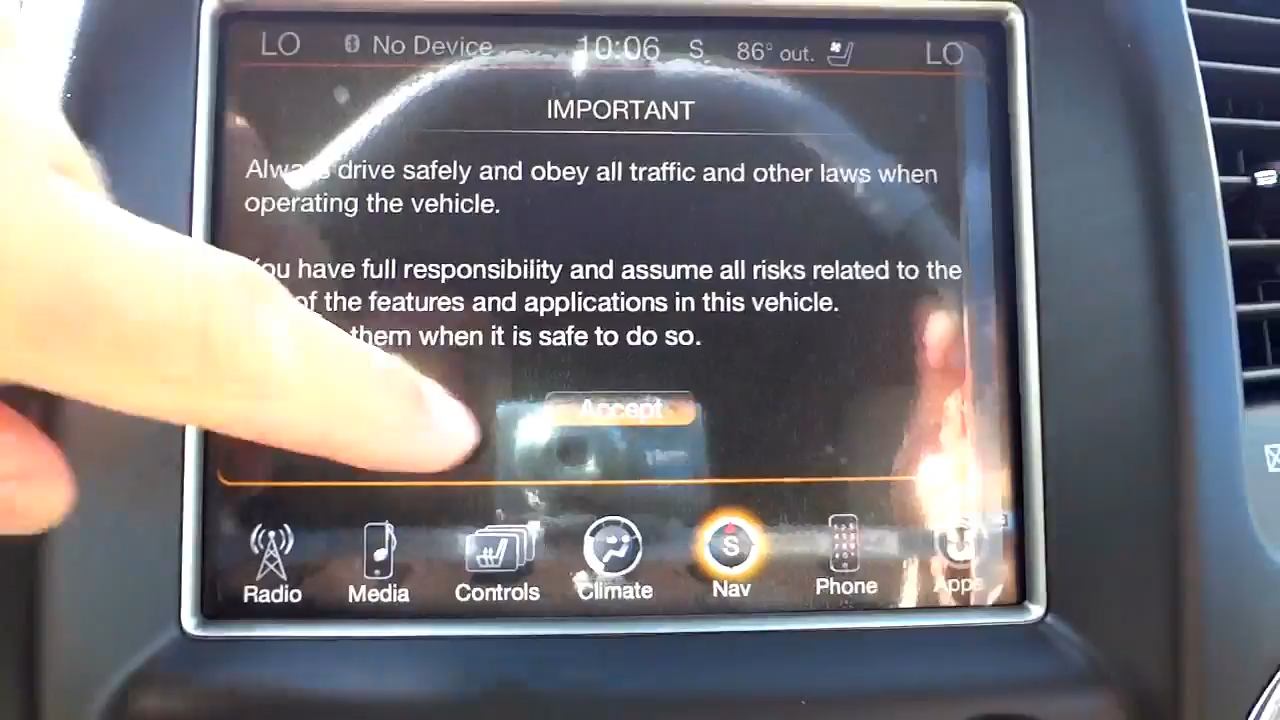 LO No Device 10:06 S 86° out. LO
IMPORTANT
drive safely and obey all traffic and other laws when
operating the vehicle.
have full responsibility and assume all risks related to the
of the features and applications in this vehicle.
them when it is safe to do so.
Accept
S
Radio Media Controls Climate Nav Phone Apps